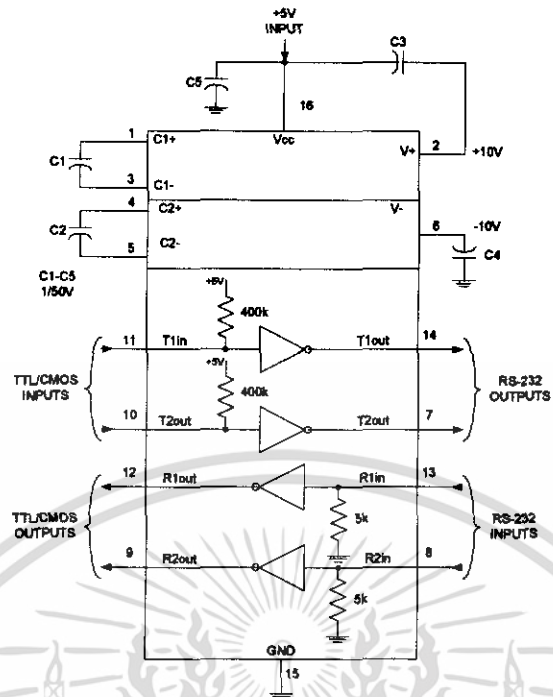 +5V
INPUT
C3
C5
16
1
C1+
Vcc
V+
2
+10V
C1
3
C1-
4
C2+
V-
6
-10V
C2
5
C2-
C4
C1-C5
1/50V
+5V
400k
11
T1in
T1out
14
+5V
TTL/CMOS
INPUTS
400k
RS-232
OUTPUTS
10
T2out
T2out
7
12
R1out
R1in
13
TTL/CMOS
OUTPUTS
5k
RS-232
INPUTS
9
R2out
R2in
8
5k
GND
15